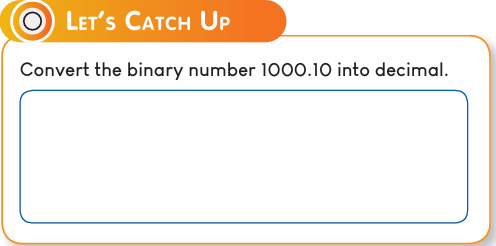 LET'S CATCH UP
Convert the binary number 1000.10 into decimal.